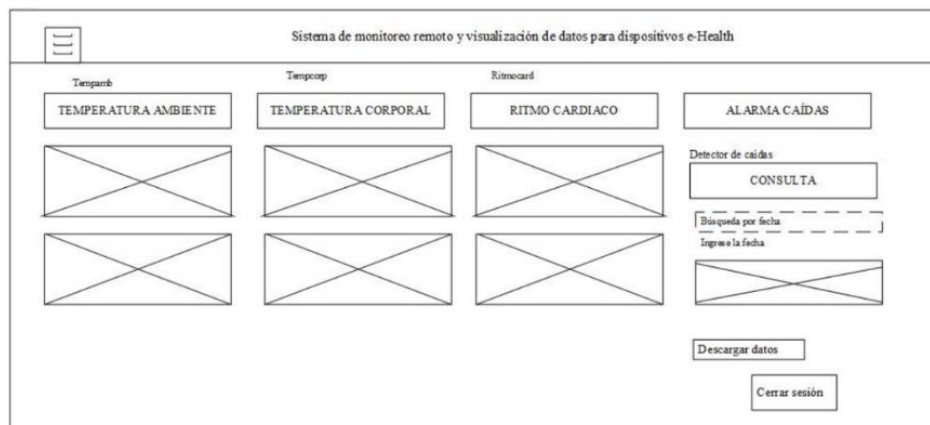 Sistema de monitoreo remoto y visualización de datos para dispositivos e-Health
Tempamb
Tempcorp
Ritmocard
TEMPERATURA AMBIENTE
TEMPERATURA CORPORAL
RITMO CARDIACO
ALARMA CAÍDAS
Detector de caídas
CONSULTA
Búsqueda por fecha
Ingrese la fecha
Descargar datos
Cerrar sesión